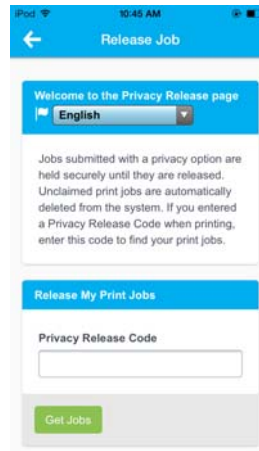 iPod 10:45 AM
Release Job
Welcome to the Privacy Release page
English
Jobs submitted with a privacy option are
held securely until they are released.
Unclaimed print jobs are automatically
deleted from the system. If you entered
a Privacy Release Code when printing,
enter this code to find your print jobs.
Release My Print Jobs
Privacy Release Code
Get Jobs